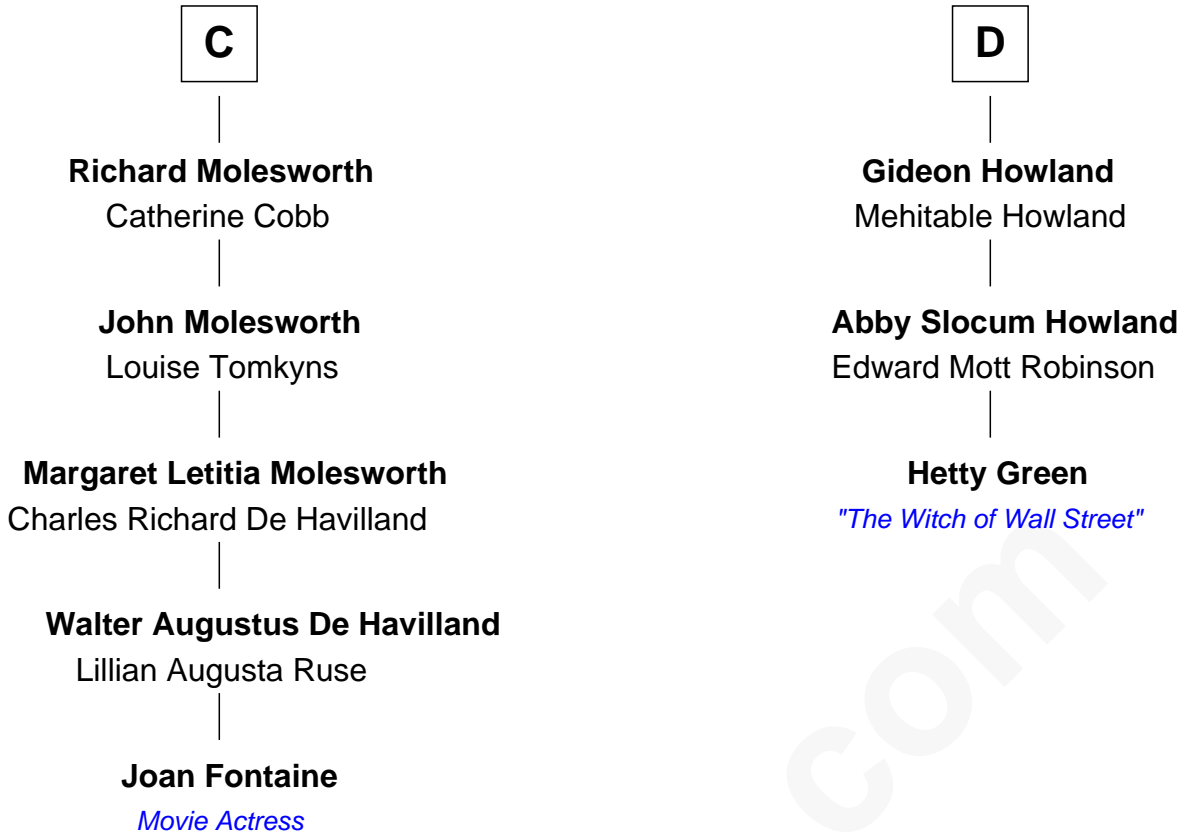 C
Richard Molesworth
Catherine Cobb
John Molesworth
Louise Tomkyns
Margaret Letitia Molesworth
Charles Richard De Havilland
Walter Augustus De Havilland
Lillian Augusta Ruse
Joan Fontaine
Movie Actress
D
Gideon Howland
Mehitable Howland
Abby Slocum Howland
Edward Mott Robinson
Hetty Green
"The Witch of Wall Street"
com